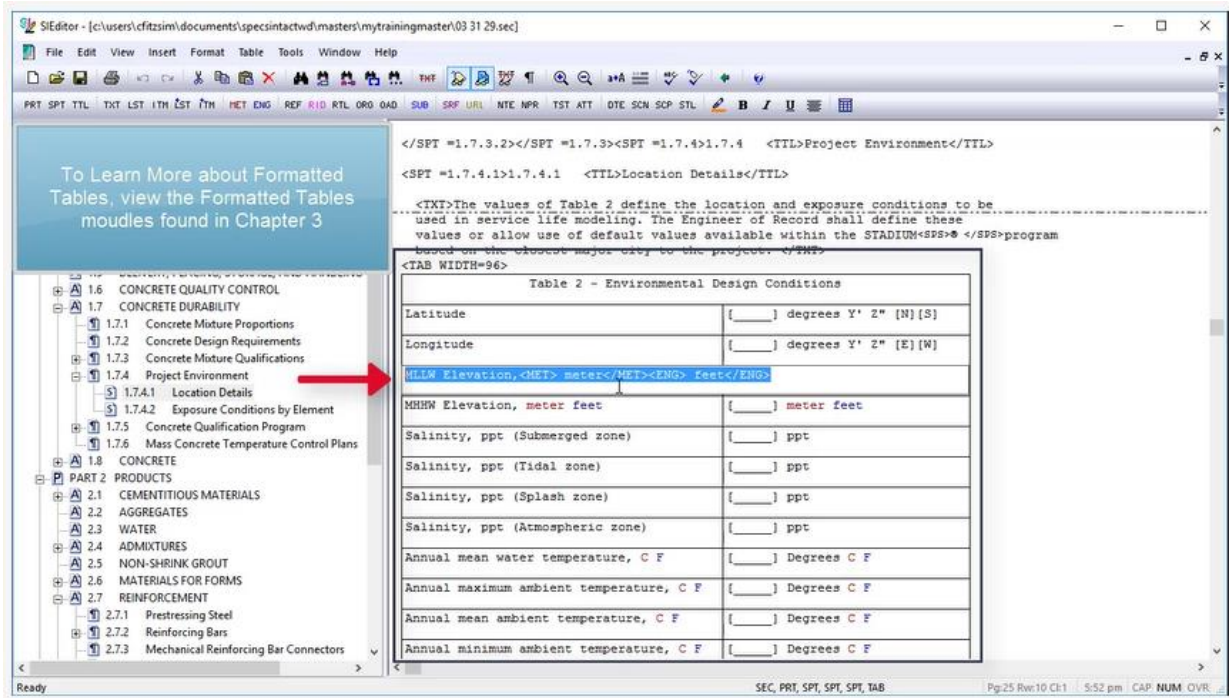 SIEditor - [c:\users\cfitzsim\documents\specsintactwd\masters\mytrainingmaster\03 31 29.sec]
File Edit View Insert Format Table Tools Window Help
PRT SPT TTL TXT LST ITM LST ITM MET ENG REF RID RTL ORG OAD SUB SRF URL NTE NPR TST ATT DTE SCN SCP STL B I U
To Learn More about Formatted
Tables, view the Formatted Tables
moudles found in Chapter 3
A 1.6 CONCRETE QUALITY CONTROL
A 1.7 CONCRETE DURABILITY
1.7.1 Concrete Mixture Proportions
1.7.2 Concrete Design Requirements
1.7.3 Concrete Mixture Qualifications
1.7.4 Project Environment
S 1.7.4.1 Location Details
S 1.7.4.2 Exposure Conditions by Element
1.7.5 Concrete Qualification Program
1.7.6 Mass Concrete Temperature Control Plans
A 1.8 CONCRETE
P PART 2 PRODUCTS
A 2.1 CEMENTITIOUS MATERIALS
A 2.2 AGGREGATES
A 2.3 WATER
A 2.4 ADMIXTURES
A 2.5 NON-SHRINK GROUT
A 2.6 MATERIALS FOR FORMS
A 2.7 REINFORCEMENT
2.7.1 Prestressing Steel
2.7.2 Reinforcing Bars
2.7.3 Mechanical Reinforcing Bar Connectors
</SPT =1.7.3.2></SPT =1.7.3><SPT =1.7.4>1.7.4 <TTL>Project Environment</TTL>
<SPT =1.7.4.1>1.7.4.1 <TTL>Location Details</TTL>
<TXT>The values of Table 2 define the location and exposure conditions to be
used in service life modeling. The Engineer of Record shall define these
values or allow use of default values available within the STADIUM<SPS>® </SPS>program
based on the closest major city to the project. </TXT>
<TAB WIDTH=96>
Table 2 - Environmental Design Conditions
Latitude [_____] degrees Y' Z" [N][S]
Longitude [_____] degrees Y' Z" [E][W]
MLLW Elevation,<MET> meter</MET><ENG> feet</ENG>
MHHW Elevation, meter feet [_____] meter feet
Salinity, ppt (Submerged zone) [_____] ppt
Salinity, ppt (Tidal zone) [_____] ppt
Salinity, ppt (Splash zone) [_____] ppt
Salinity, ppt (Atmospheric zone) [_____] ppt
Annual mean water temperature, C F [_____] Degrees C F
Annual maximum ambient temperature, C F [_____] Degrees C F
Annual mean ambient temperature, C F [_____] Degrees C F
Annual minimum ambient temperature, C F [_____] Degrees C F
Ready SEC, PRT, SPT, SPT, SPT, TAB Pg:25 Rw:10 Cl:1 5:52 pm CAP NUM OVR